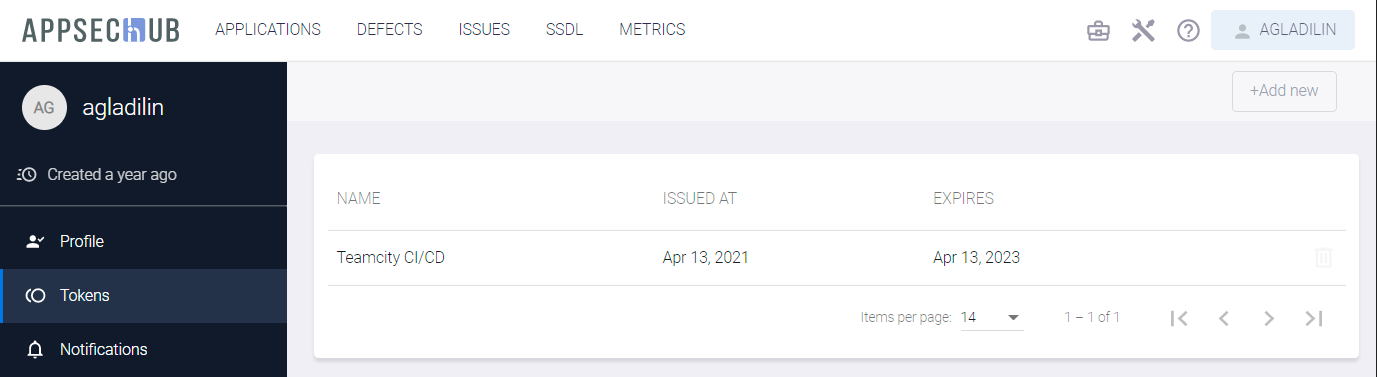 APPSECHUB APPLICATIONS DEFECTS ISSUES SSDL METRICS AGLADILIN
AG agladilin
Created a year ago
Profile
Tokens
Notifications
+Add new
NAME ISSUED AT EXPIRES
Teamcity CI/CD Apr 13, 2021 Apr 13, 2023
Items per page: 14 1 – 1 of 1